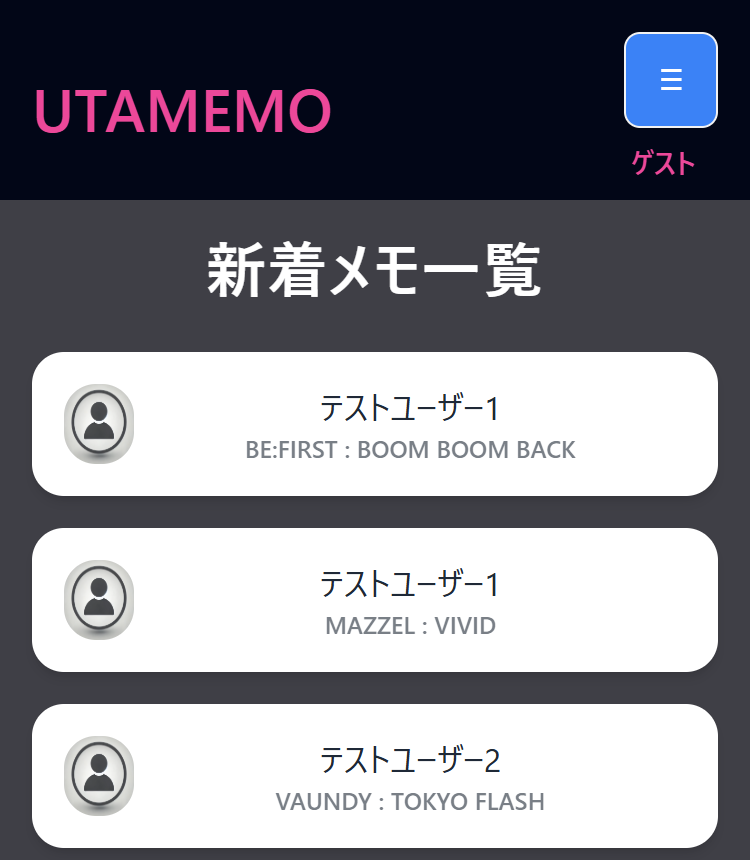 UTAMEMO
☰
ゲスト
新着メモ一覧
テストユーザー1
BE:FIRST : BOOM BOOM BACK
テストユーザー1
MAZZEL : VIVID
テストユーザー2
VAUNDY : TOKYO FLASH